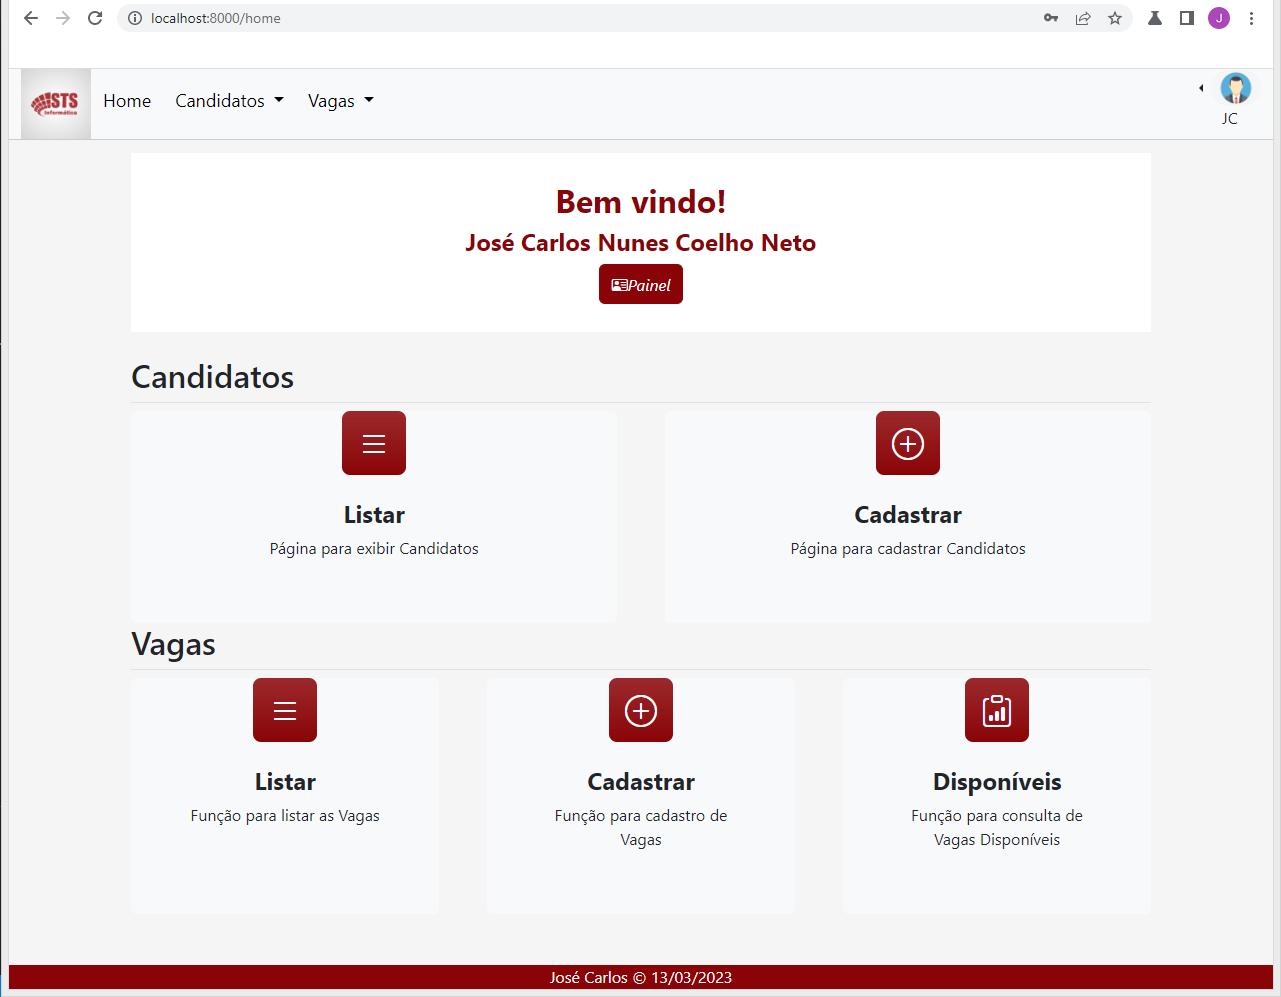 localhost:8000/home
J
STS
Informática
Home
Candidatos
Vagas
JC
Bem vindo!
José Carlos Nunes Coelho Neto
Painel
Candidatos
Listar
Página para exibir Candidatos
Cadastrar
Página para cadastrar Candidatos
Vagas
Listar
Função para listar as Vagas
Cadastrar
Função para cadastro de
Vagas
Disponíveis
Função para consulta de
Vagas Disponíveis
José Carlos © 13/03/2023